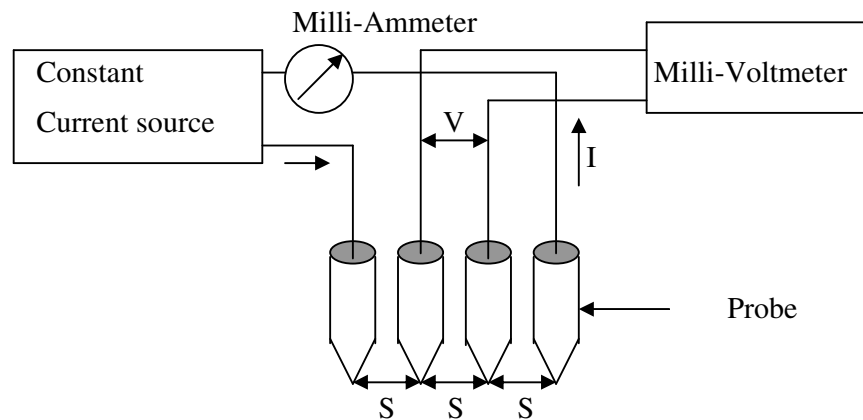 Milli-Ammeter
Constant
Current source
Milli-Voltmeter
V
I
Probe
S S S